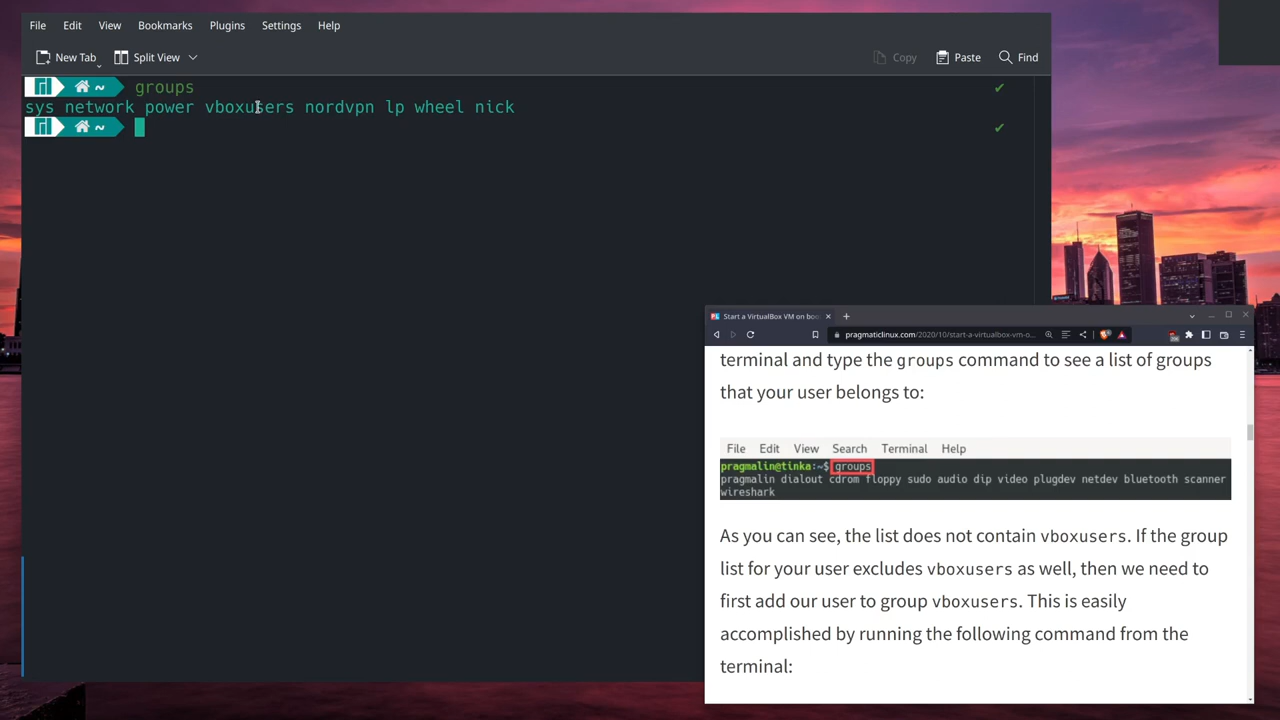 File Edit View Bookmarks Plugins Settings Help
New Tab Split View Copy Paste Find
~ groups
sys network power vboxusers nordvpn lp wheel nick
~
Start a VirtualBox VM on boo
pragmaticlinux.com/2020/10/start-a-virtualbox-vm-o...
terminal and type the groups command to see a list of groups
that your user belongs to:
File Edit View Search Terminal Help
pragmalin@tinka:~$ groups
pragmalin dialout cdrom floppy sudo audio dip video plugdev netdev bluetooth scanner
wireshark
As you can see, the list does not contain vboxusers. If the group
list for your user excludes vboxusers as well, then we need to
first add our user to group vboxusers. This is easily
accomplished by running the following command from the
terminal: